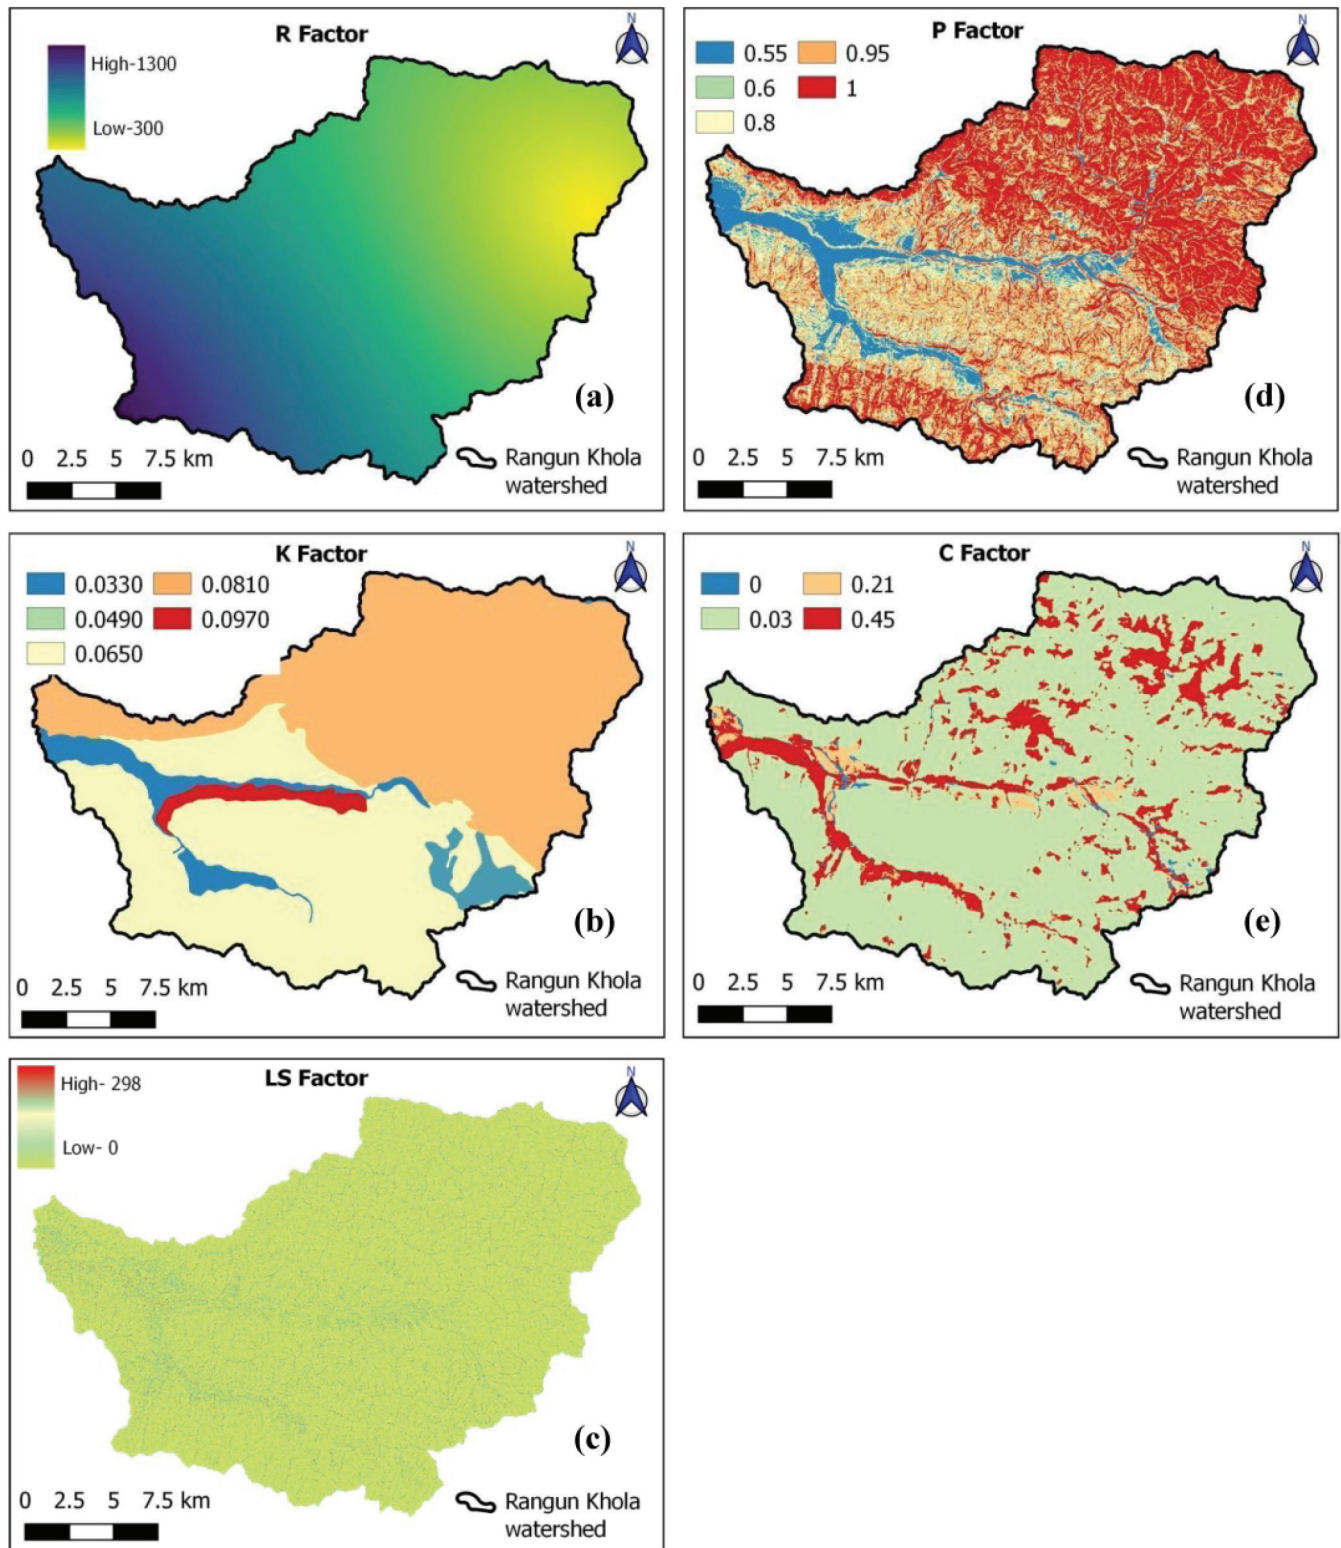 R Factor
N
High-1300
Low-300
(a)
0 2.5 5 7.5 km
Rangun Khola
watershed
P Factor
N
0.55 0.95
0.6 1
0.8
(d)
0 2.5 5 7.5 km
Rangun Khola
watershed
K Factor
N
0.0330 0.0810
0.0490 0.0970
0.0650
(b)
0 2.5 5 7.5 km
Rangun Khola
watershed
C Factor
N
0 0.21
0.03 0.45
(e)
0 2.5 5 7.5 km
Rangun Khola
watershed
LS Factor
N
High- 298
Low- 0
(c)
0 2.5 5 7.5 km
Rangun Khola
watershed